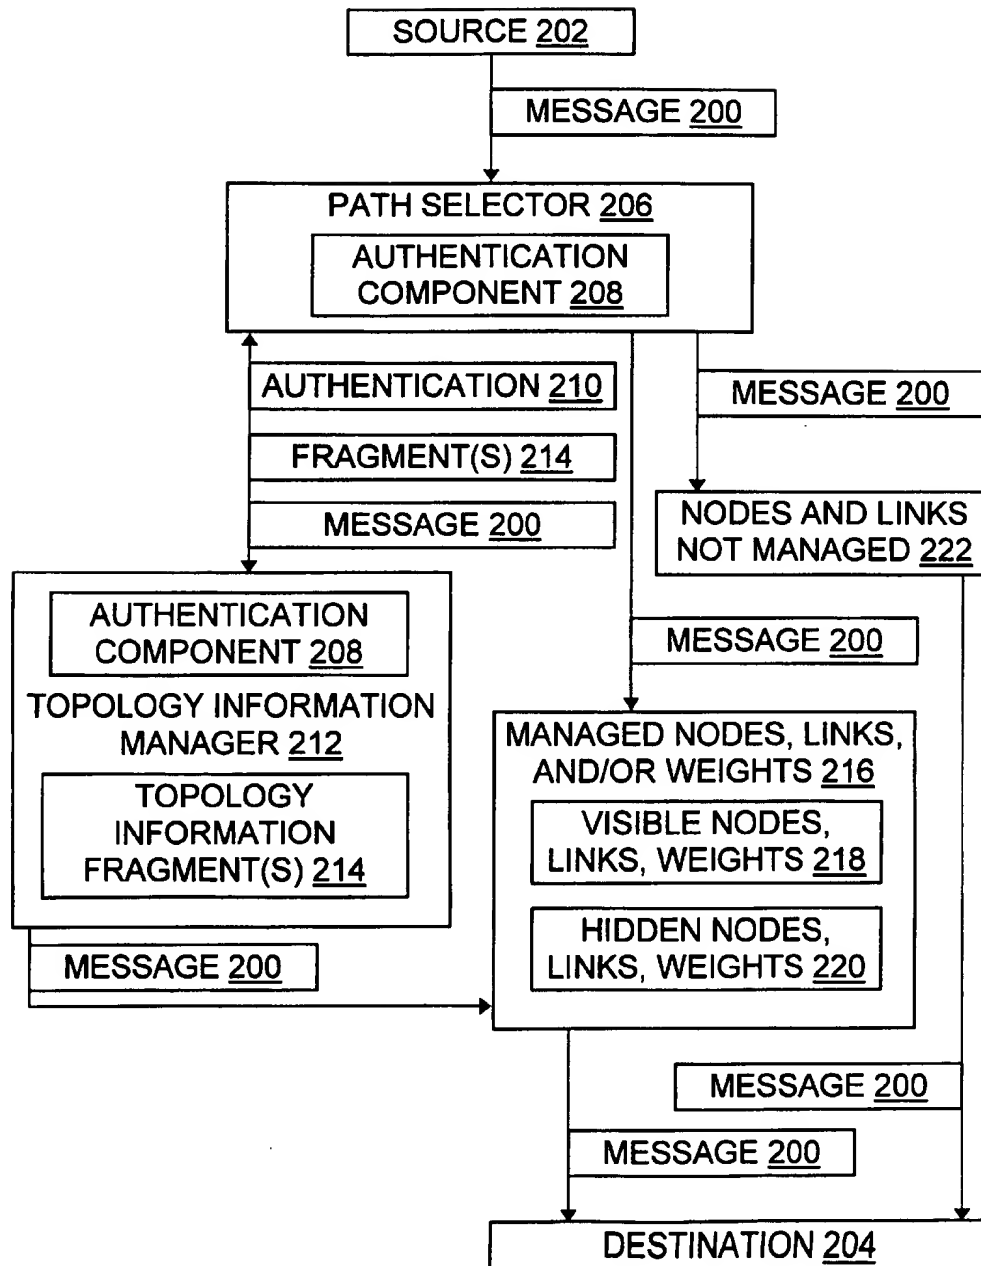 SOURCE 202
MESSAGE 200
PATH SELECTOR 206
AUTHENTICATION
COMPONENT 208
AUTHENTICATION 210
FRAGMENT(S) 214
MESSAGE 200
MESSAGE 200
NODES AND LINKS
NOT MANAGED 222
AUTHENTICATION
COMPONENT 208
TOPOLOGY INFORMATION
MANAGER 212
TOPOLOGY
INFORMATION
FRAGMENT(S) 214
MESSAGE 200
MANAGED NODES, LINKS,
AND/OR WEIGHTS 216
VISIBLE NODES,
LINKS, WEIGHTS 218
HIDDEN NODES,
LINKS, WEIGHTS 220
MESSAGE 200
MESSAGE 200
MESSAGE 200
DESTINATION 204